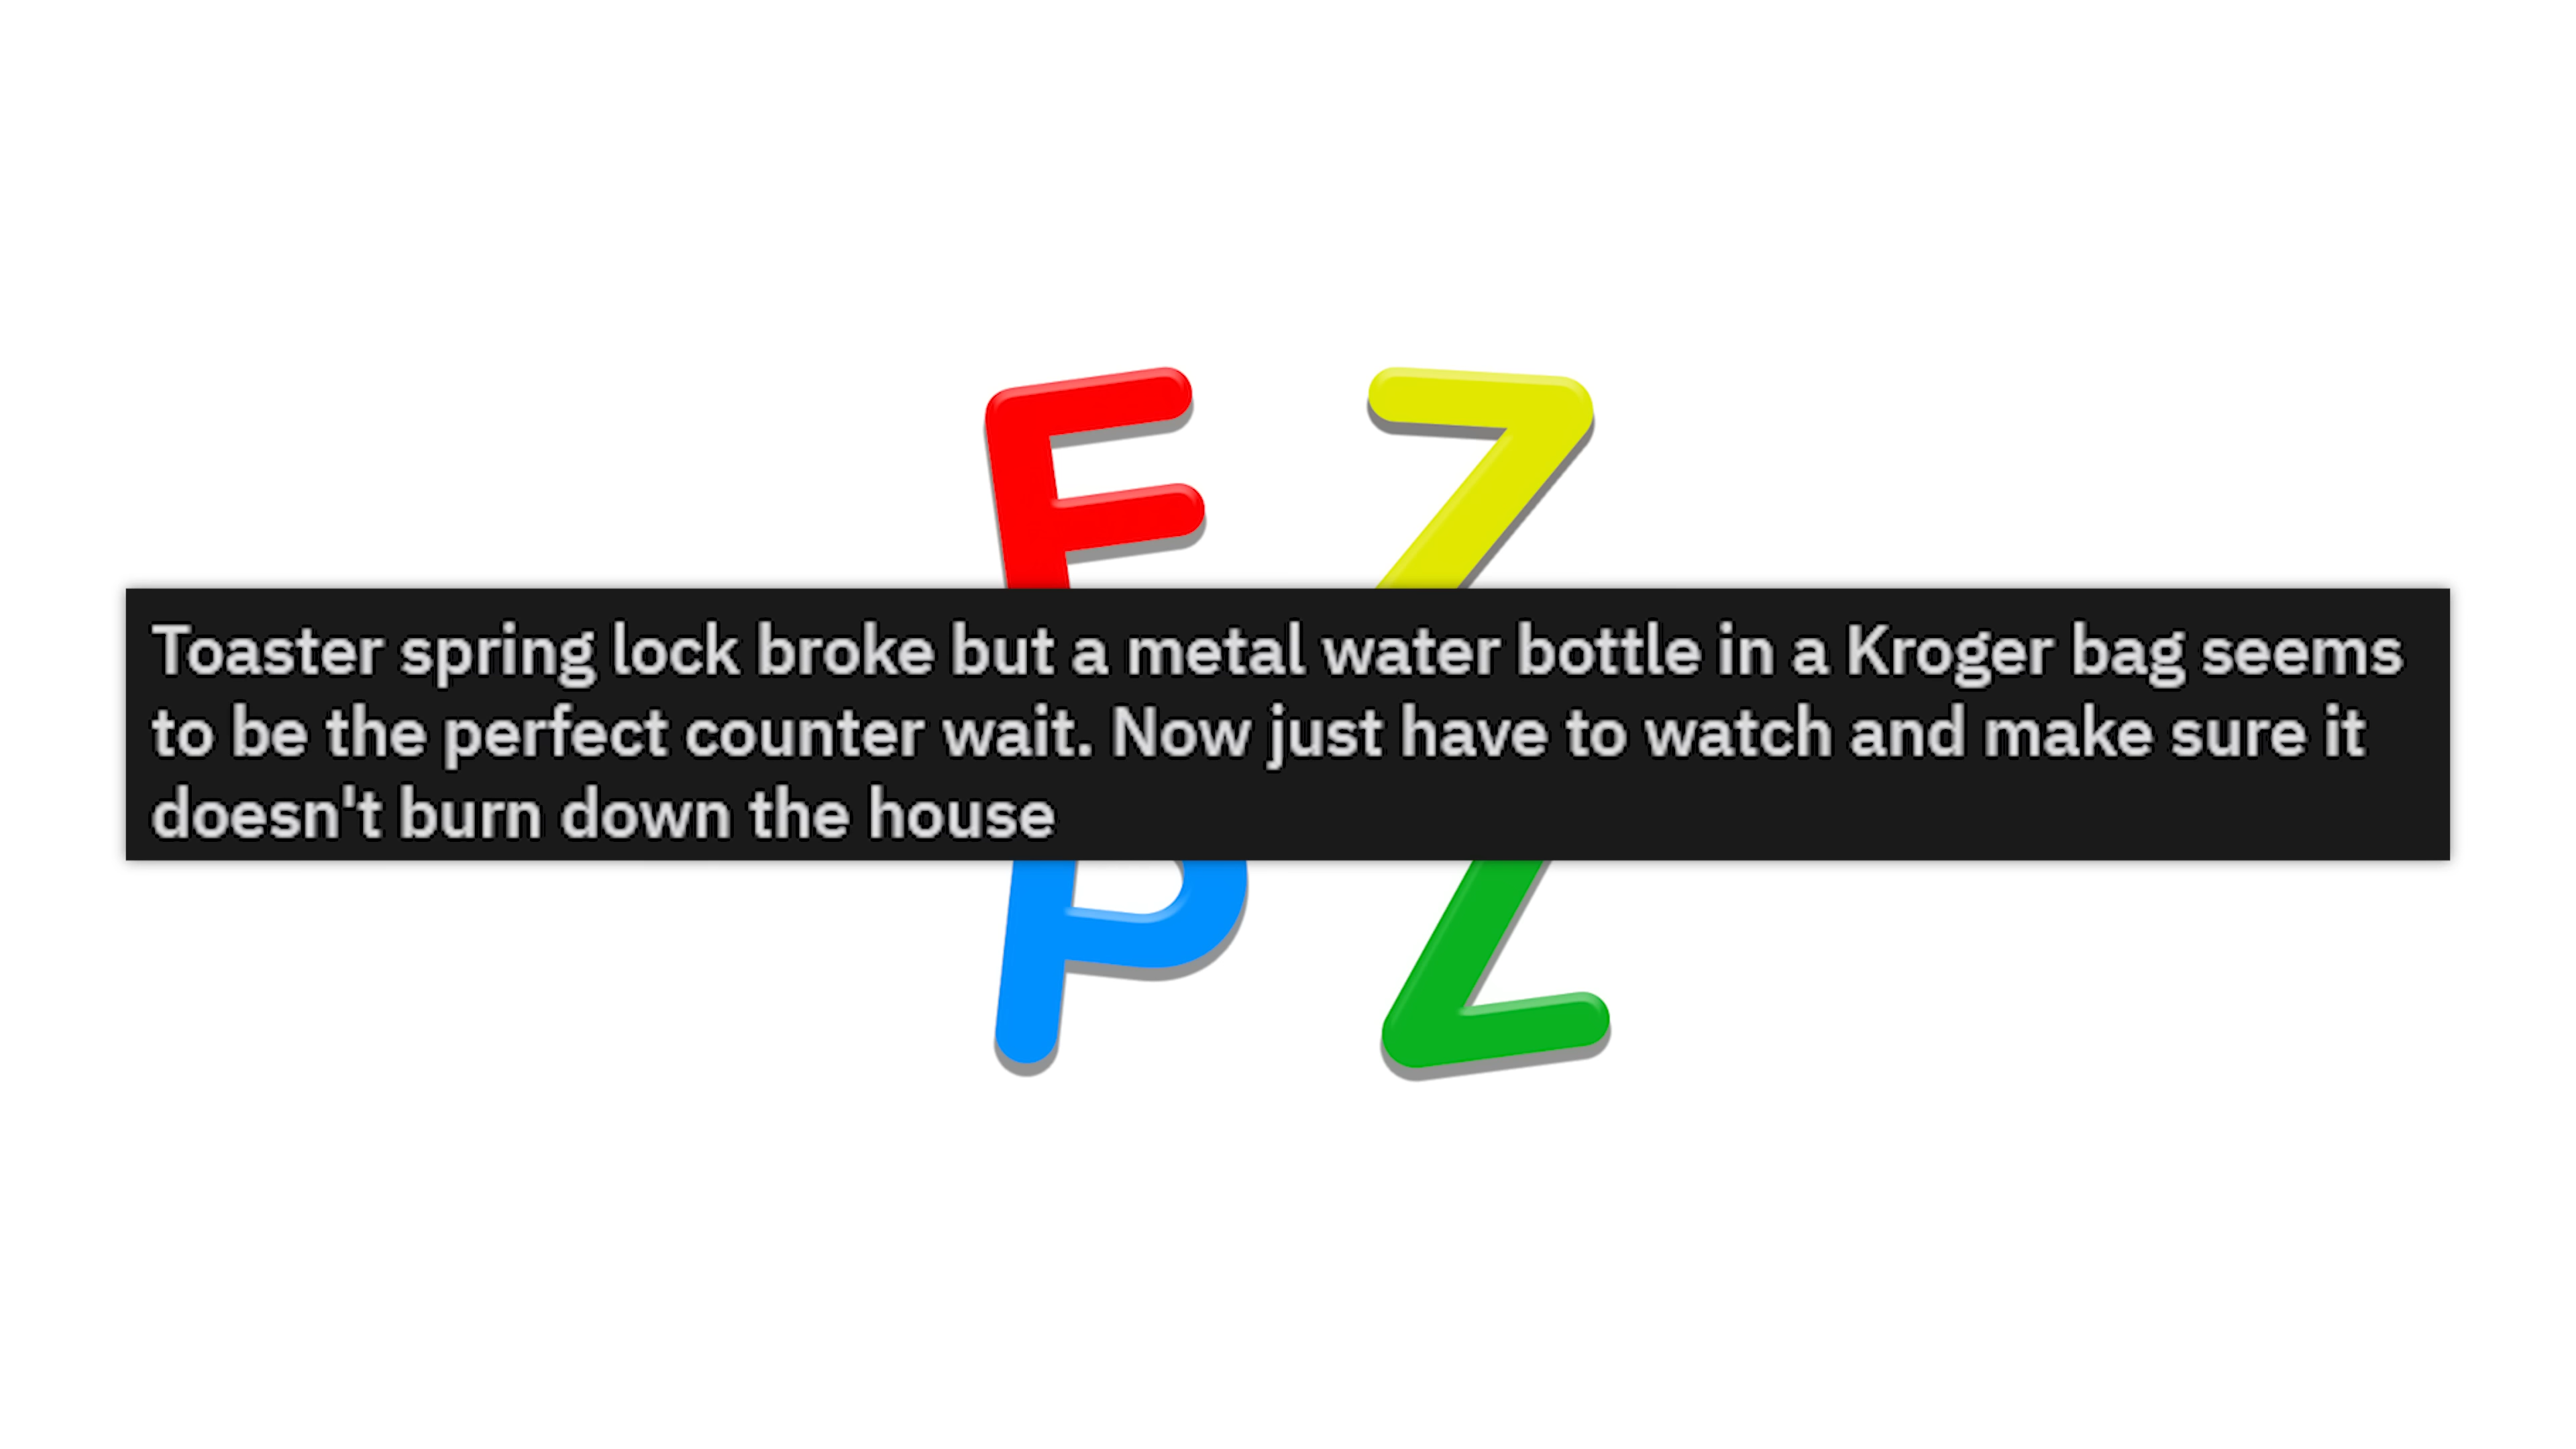 F Z
Toaster spring lock broke but a metal water bottle in a Kroger bag seems
to be the perfect counter wait. Now just have to watch and make sure it
doesn't burn down the house
P Z